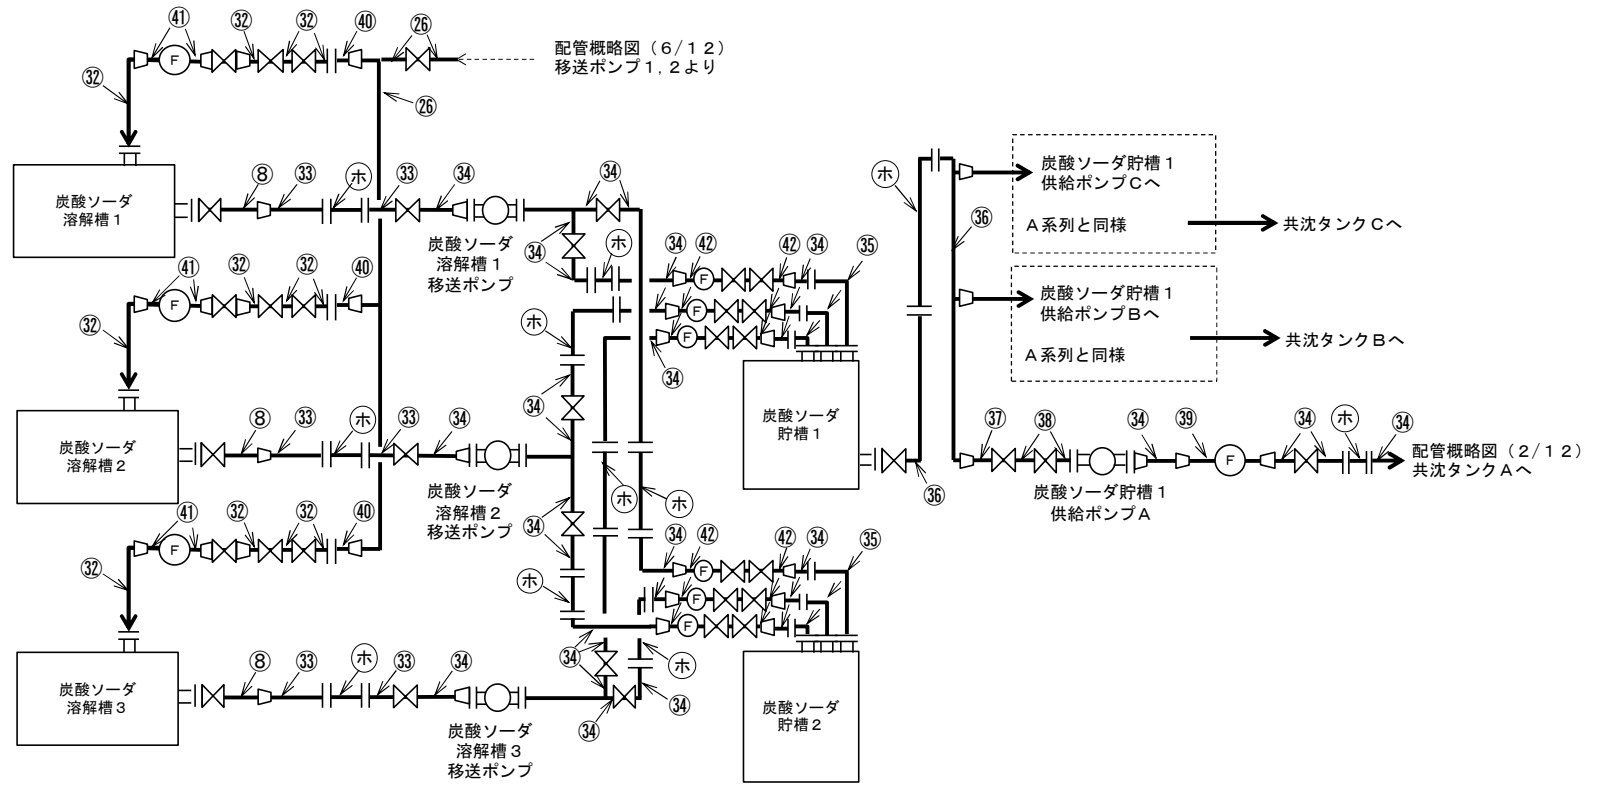 ㊶
㉜
㉜
㊵
㉖
配管概略図（６/１２）
移送ポンプ１,２より
F
㉜
㉖
炭酸ソーダ
溶解槽１
⑧
㉝
ホ
㉝
㉞
㉞
炭酸ソーダ
溶解槽１
移送ポンプ
㉞
ホ
㊶
㉜
㉜
㊵
F
㉜
炭酸ソーダ
溶解槽２
⑧
㉝
ホ
㉝
㉞
炭酸ソーダ
溶解槽２
移送ポンプ
ホ
㉞
㉞
ホ
㊶
㉜
㉜
㊵
F
㉜
炭酸ソーダ
溶解槽３
⑧
㉝
ホ
㉝
㉞
炭酸ソーダ
溶解槽３
移送ポンプ
㉞
㉞
㉞
ホ
ホ
ホ
㉞
㊷
㊷
㉞
㉟
F
F
F
㉞
炭酸ソーダ
貯槽１
㉞
㊷
㊷
㉞
㉟
F
F
F
炭酸ソーダ
貯槽２
㊱
ホ
㊱
炭酸ソーダ貯槽１
供給ポンプＣへ
Ａ系列と同様
共沈タンクＣへ
炭酸ソーダ貯槽１
供給ポンプＢへ
Ａ系列と同様
共沈タンクＢへ
㊲
㊳
㉞
㊴
㉞
ホ
㉞
F
炭酸ソーダ貯槽１
供給ポンプＡ
配管概略図（２/１２）
共沈タンクＡへ